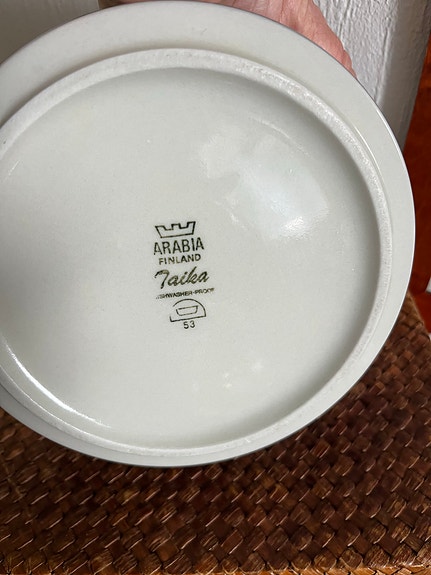 ARABIA
FINLAND
Taika
DISHWASHER-PROOF
53